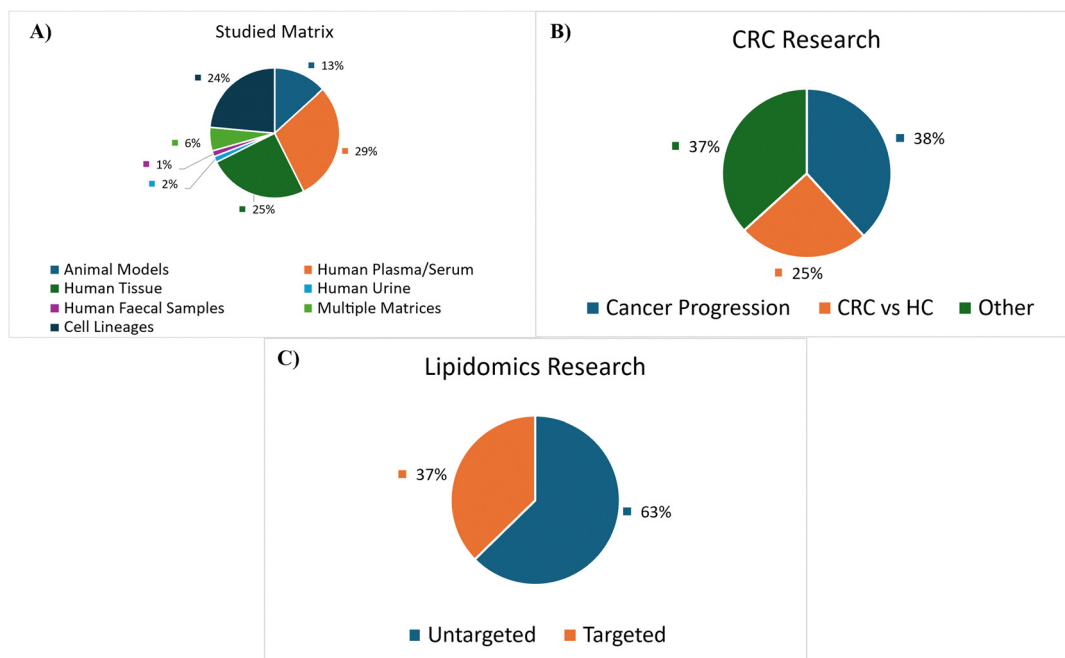 A)
Studied Matrix
13%
24%
29%
6%
1%
2%
25%
Animal Models
Human Plasma/Serum
Human Tissue
Human Urine
Human Faecal Samples
Multiple Matrices
Cell Lineages
B)
CRC Research
38%
37%
25%
Cancer Progression CRC vs HC Other
C)
Lipidomics Research
37%
63%
Untargeted Targeted